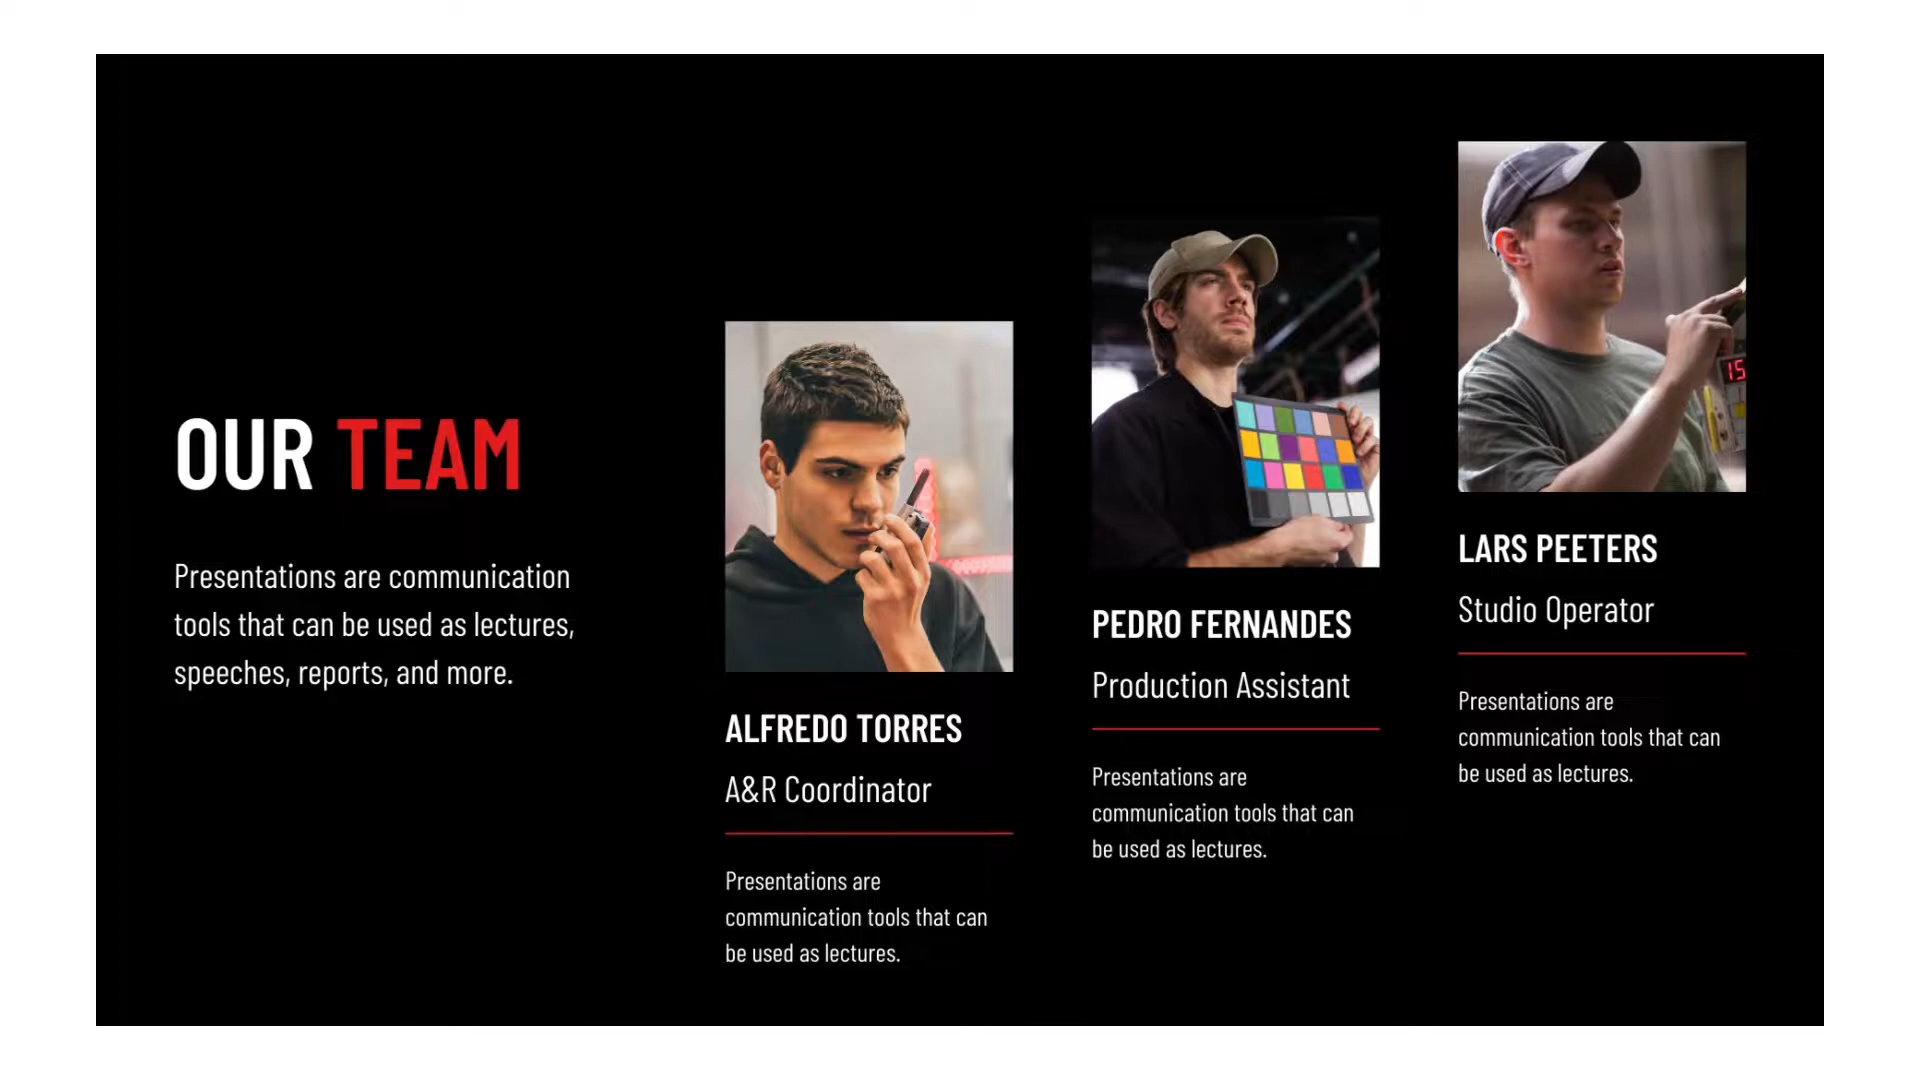 OUR TEAM
Presentations are communication
tools that can be used as lectures,
speeches, reports, and more.
ALFREDO TORRES
A&R Coordinator
Presentations are
communication tools that can
be used as lectures.
PEDRO FERNANDES
Production Assistant
Presentations are
communication tools that can
be used as lectures.
15
LARS PEETERS
Studio Operator
Presentations are
communication tools that can
be used as lectures.